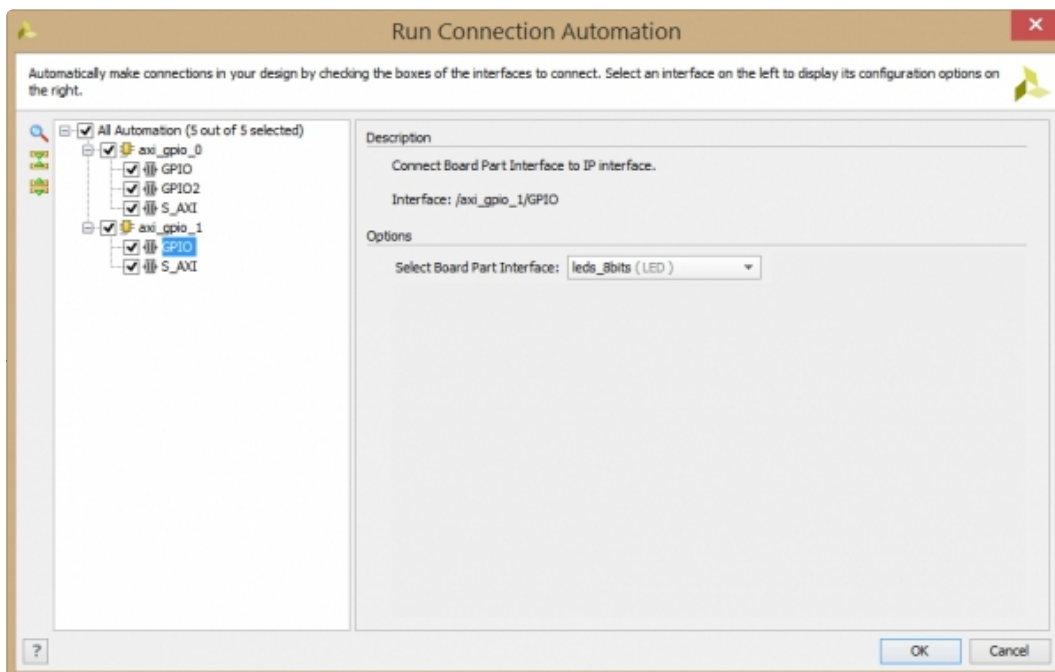 Run Connection Automation
Automatically make connections in your design by checking the boxes of the interfaces to connect. Select an interface on the left to display its configuration options on
the right.
All Automation (5 out of 5 selected)
axi_gpio_0
GPIO
GPIO2
S_AXI
axi_gpio_1
GPIO
S_AXI
Description
Connect Board Part Interface to IP interface.
Interface: /axi_gpio_1/GPIO
Options
Select Board Part Interface: leds_8bits (LED)
?
OK Cancel